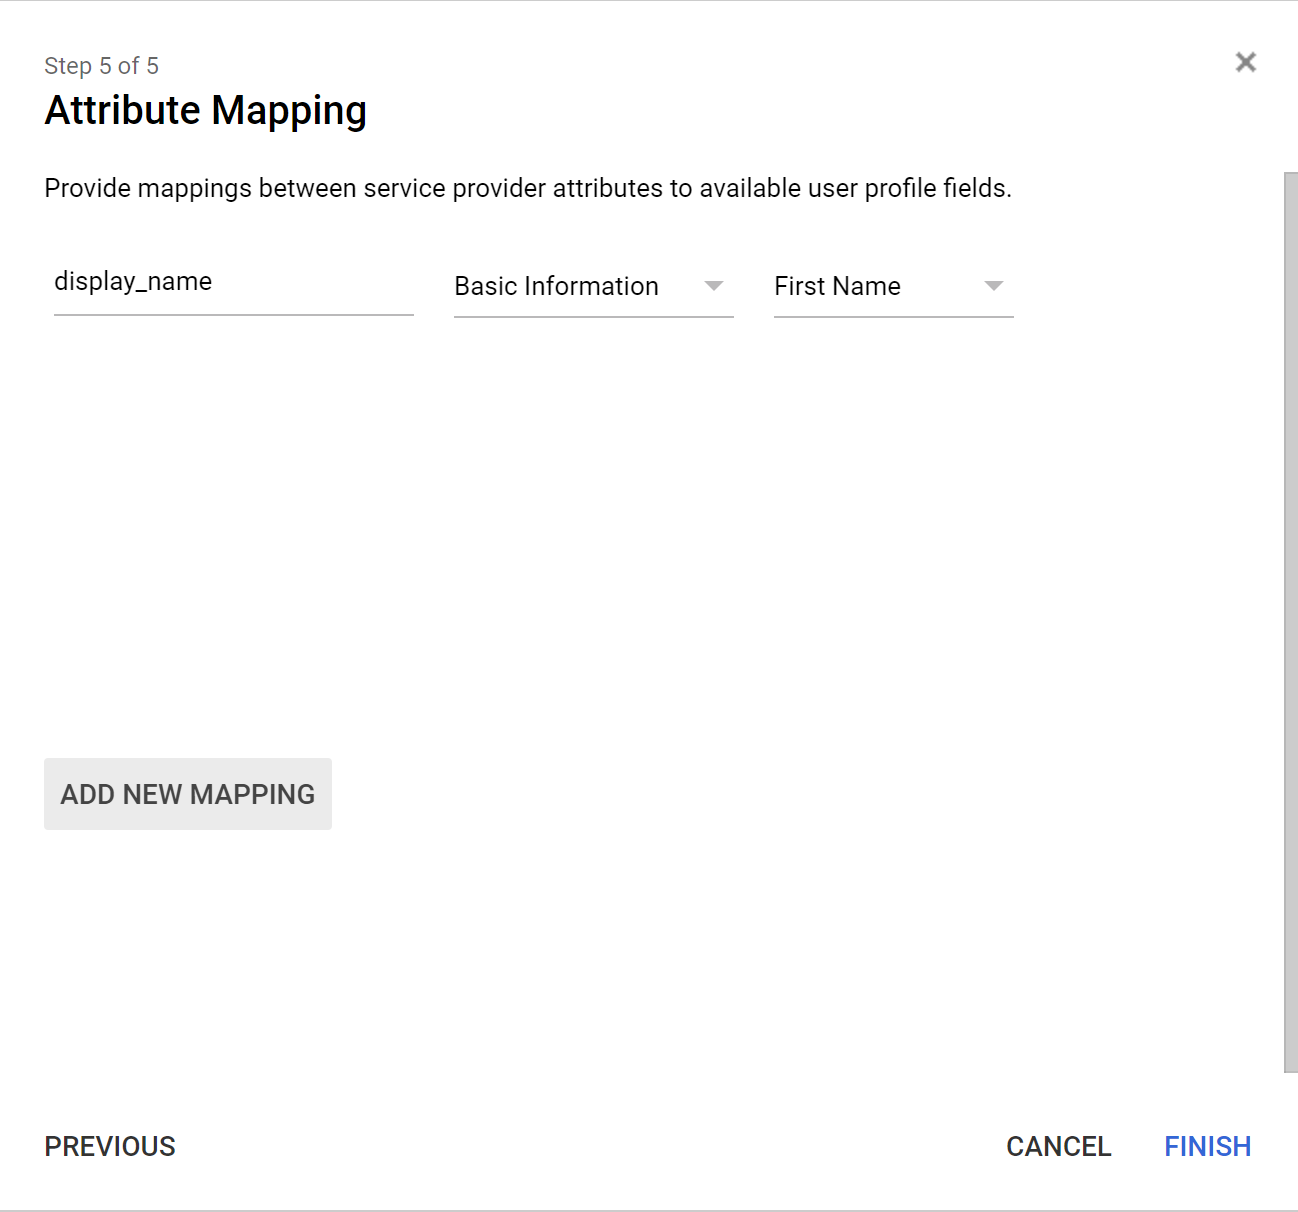 Step 5 of 5
Attribute Mapping
Provide mappings between service provider attributes to available user profile fields.
display_name Basic Information First Name
ADD NEW MAPPING
PREVIOUS CANCEL FINISH